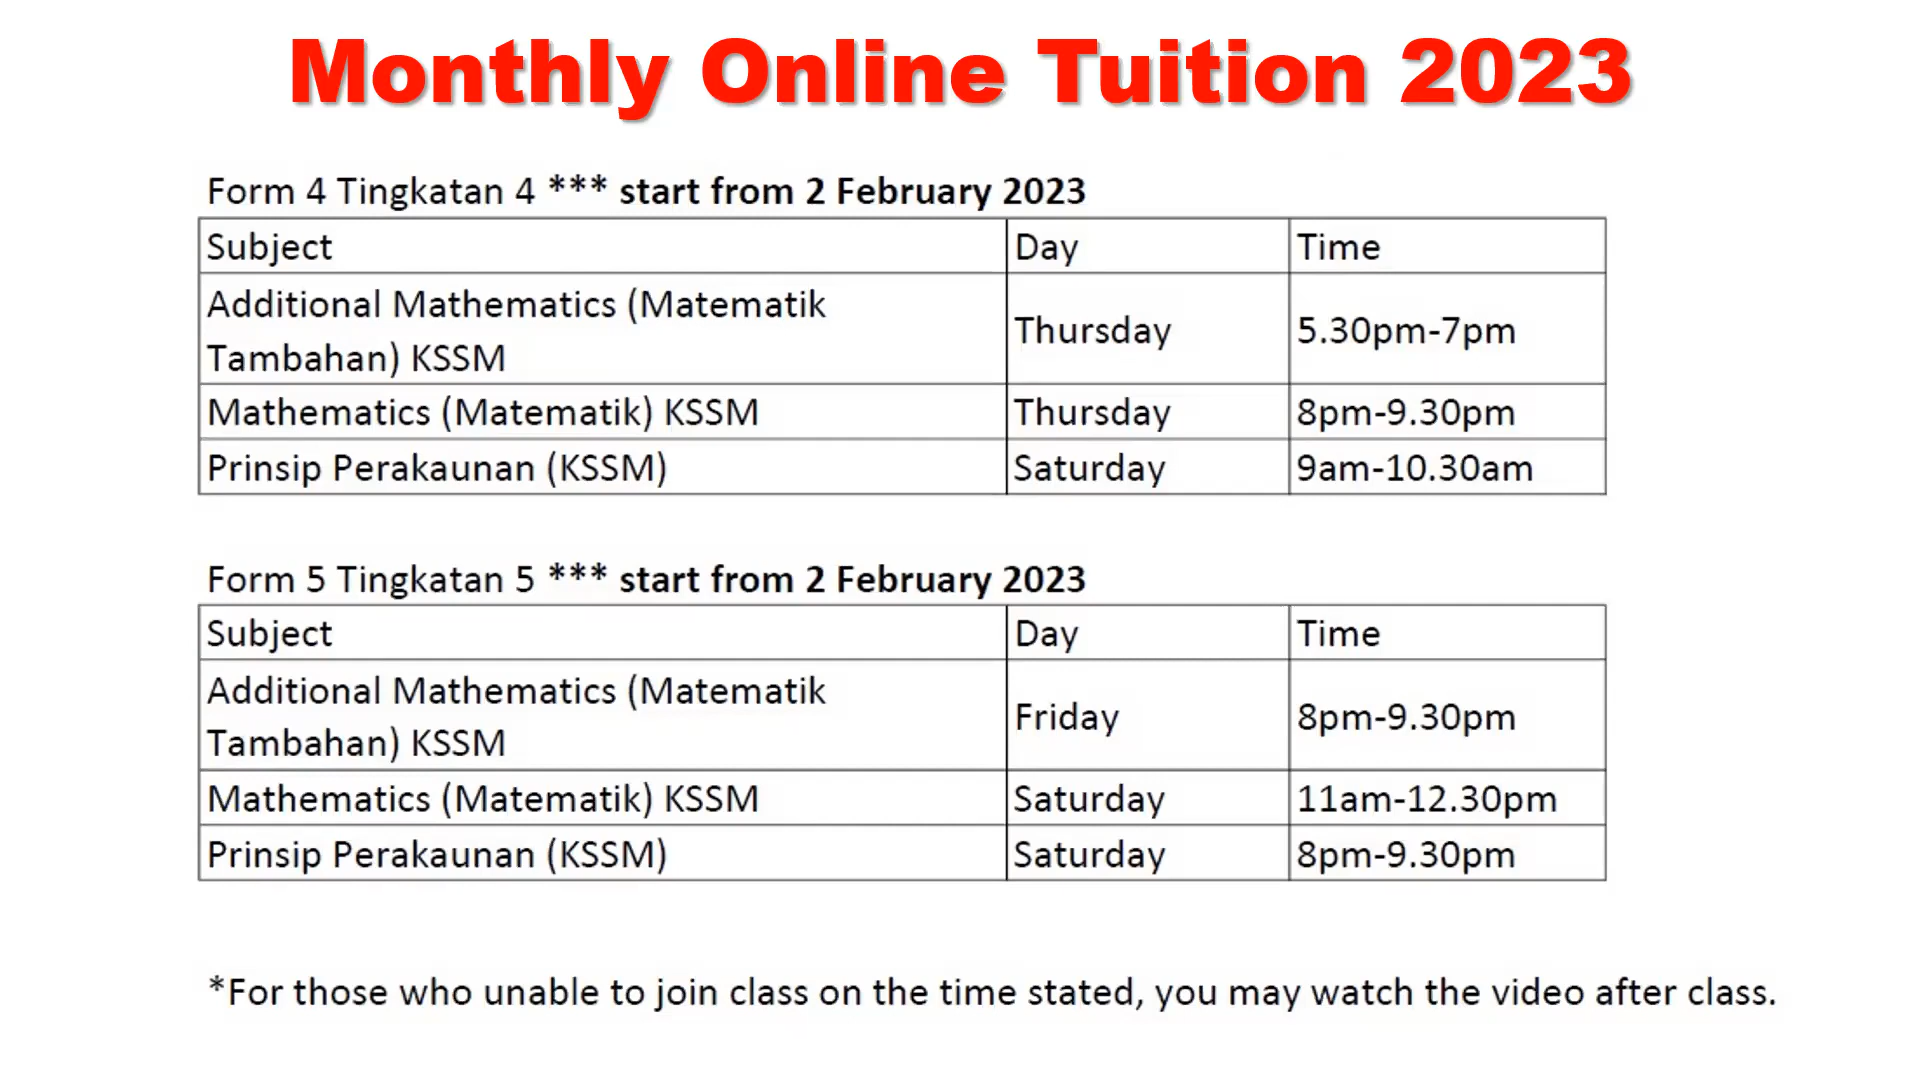 Monthly Online Tuition 2023
Form 4 Tingkatan 4 *** start from 2 February 2023
Subject Day Time
Additional Mathematics (Matematik
Tambahan) KSSM Thursday 5.30pm-7pm
Mathematics (Matematik) KSSM Thursday 8pm-9.30pm
Prinsip Perakaunan (KSSM) Saturday 9am-10.30am
Form 5 Tingkatan 5 *** start from 2 February 2023
Subject Day Time
Additional Mathematics (Matematik
Tambahan) KSSM Friday 8pm-9.30pm
Mathematics (Matematik) KSSM Saturday 11am-12.30pm
Prinsip Perakaunan (KSSM) Saturday 8pm-9.30pm
*For those who unable to join class on the time stated, you may watch the video after class.